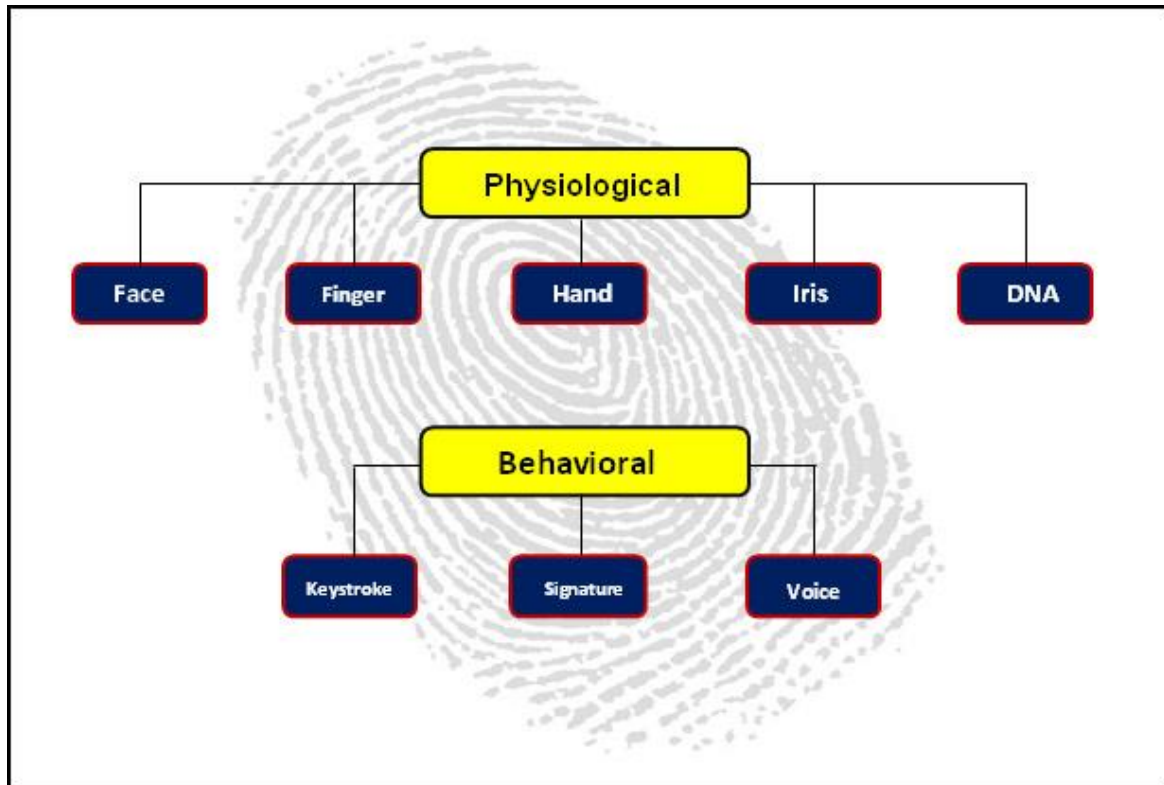 Physiological
Face Finger Hand Iris DNA
Behavioral
Keystroke Signature Voice